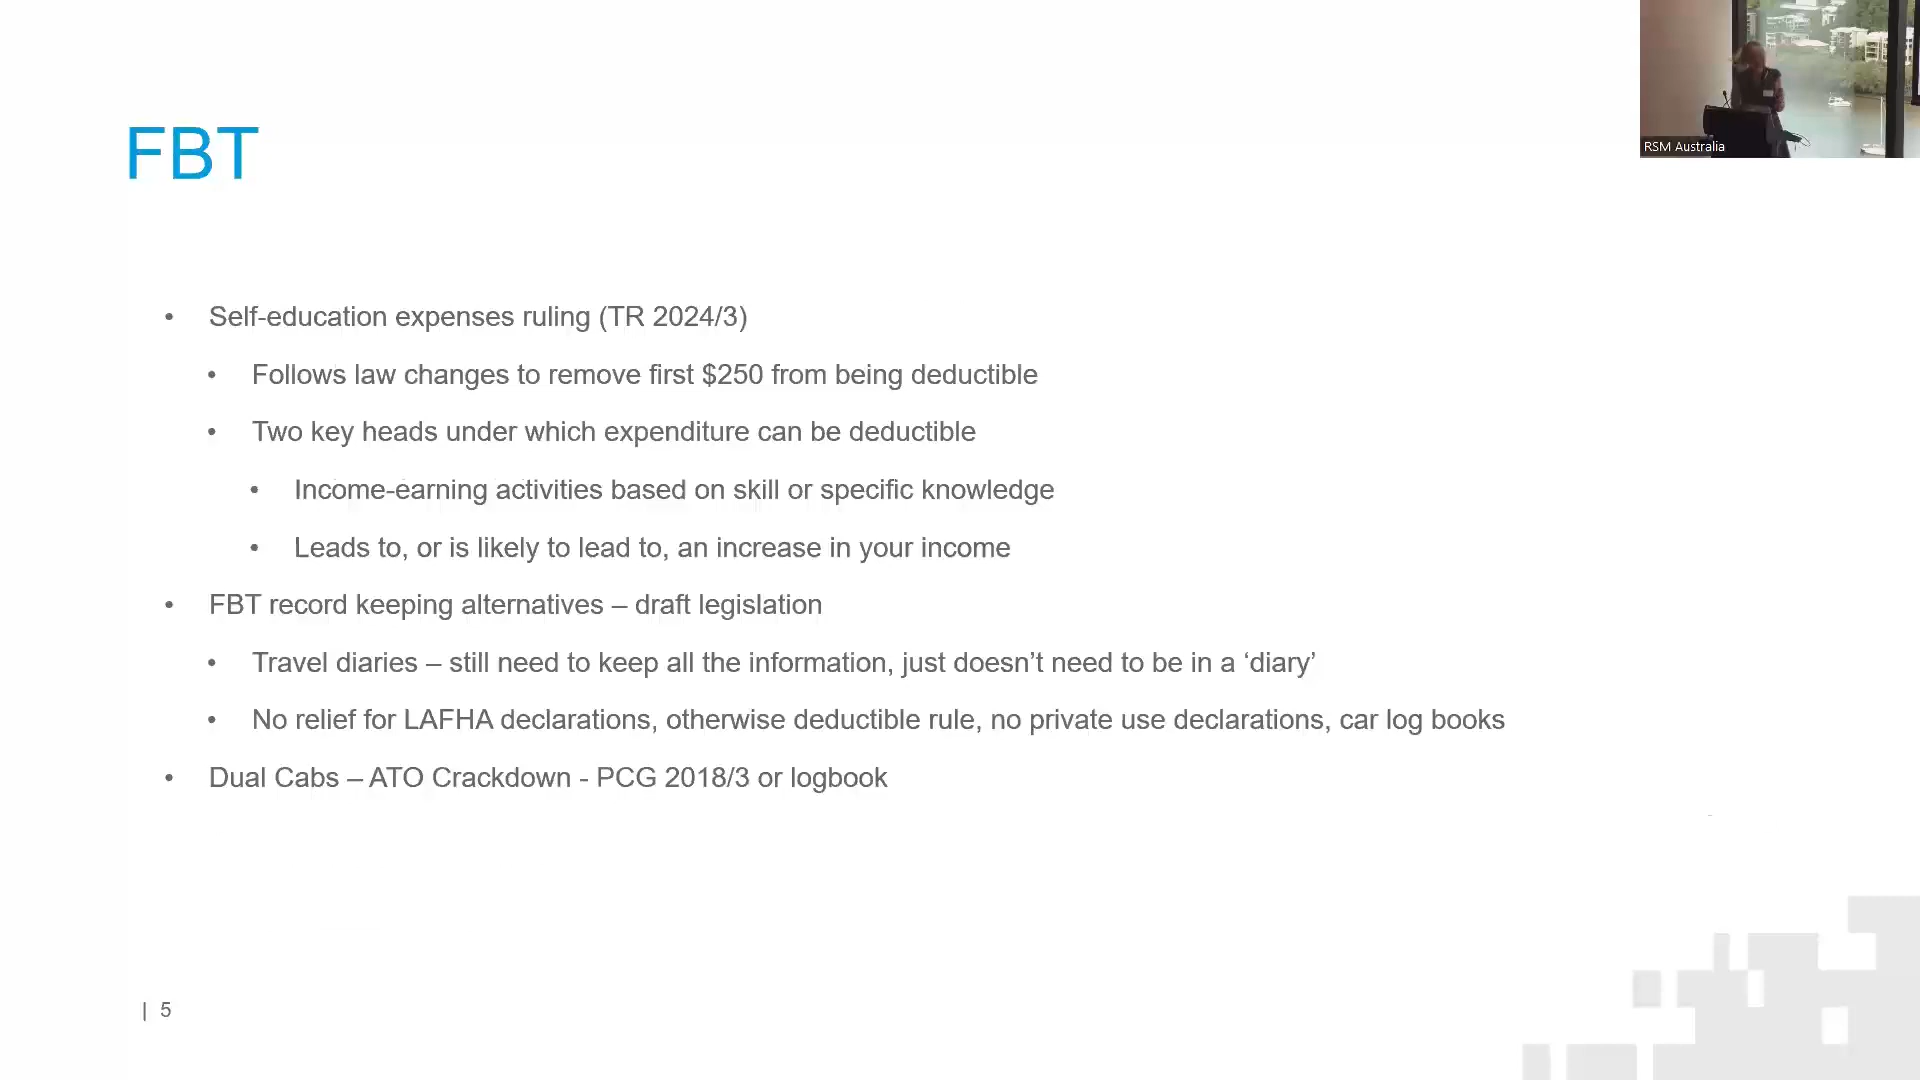 RSM Australia
FBT
• Self-education expenses ruling (TR 2024/3)
• Follows law changes to remove first $250 from being deductible
• Two key heads under which expenditure can be deductible
• Income-earning activities based on skill or specific knowledge
• Leads to, or is likely to lead to, an increase in your income
• FBT record keeping alternatives – draft legislation
• Travel diaries – still need to keep all the information, just doesn’t need to be in a ‘diary’
• No relief for LAFHA declarations, otherwise deductible rule, no private use declarations, car log books
• Dual Cabs – ATO Crackdown - PCG 2018/3 or logbook
| 5